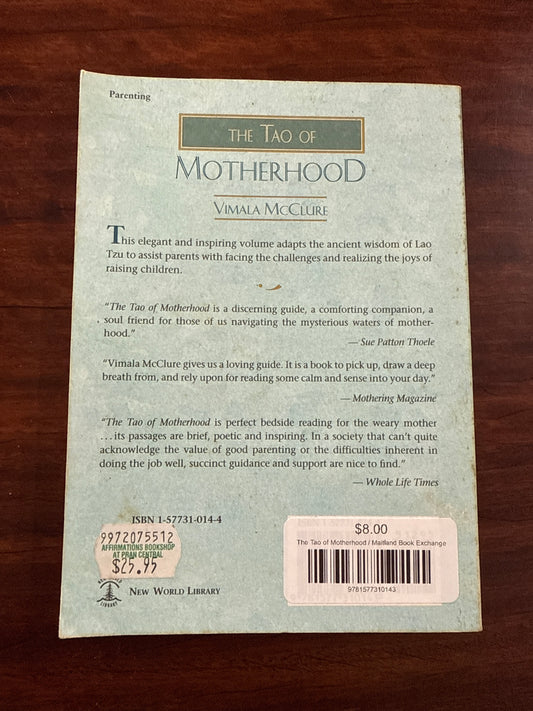 Parenting
THE TAO OF
MOTHERHOOD
VIMALA MCCLURE
This elegant and inspiring volume adapts the ancient wisdom of Lao
Tzu to assist parents with facing the challenges and realizing the joys of
raising children.
“The Tao of Motherhood is a discerning guide, a comforting companion, a
soul friend for those of us navigating the mysterious waters of mother-
hood.”
— Sue Patton Thoele
“Vimala McClure gives us a loving guide. It is a book to pick up, draw a deep
breath from, and rely upon for reading some calm and sense into your day.”
— Mothering Magazine
“The Tao of Motherhood is perfect bedside reading for the weary mother
…its passages are brief, poetic and inspiring. In a society that can’t quite
acknowledge the value of good parenting or the difficulties inherent in
doing the job well, succinct guidance and support are nice to find.”
— Whole Life Times
ISBN 1-57731-014-4
9972075512
AFFIRMATIONS BOOKSHOP
AT PRAN CENTRAL
$25.95
LIBRARY
NEW WORLD LIBRARY
$8.00
The Tao of Motherhood / Maitland Book Exchange
9781577310143